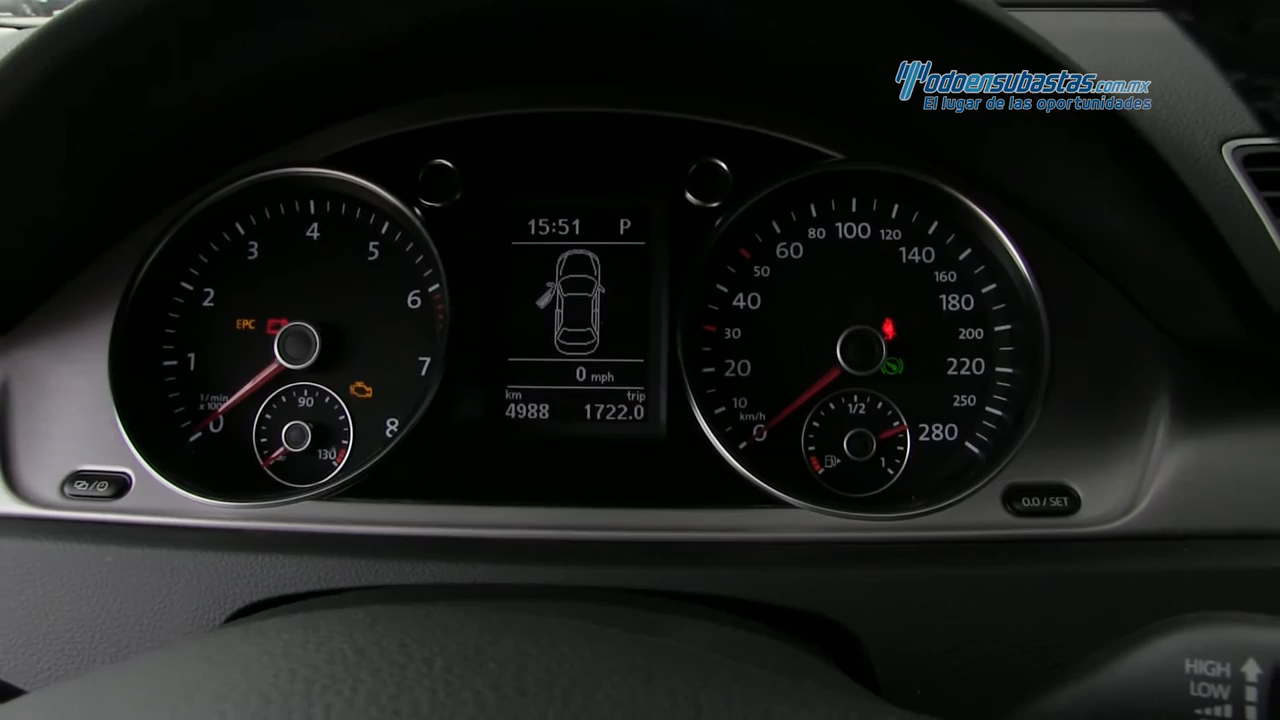 Todoensubastas.com.mx
El lugar de las oportunidades
15:51 P
0 mph
km trip
4988 1722.0
0 1 2 3 4 5 6 7 8
EPC
1/min
x 100
90
130
0 10 20 30 40 50 60 80 100 120 140 160 180 200 220 250 280
km/h
1/2
1
0.0 / SET
HIGH
LOW